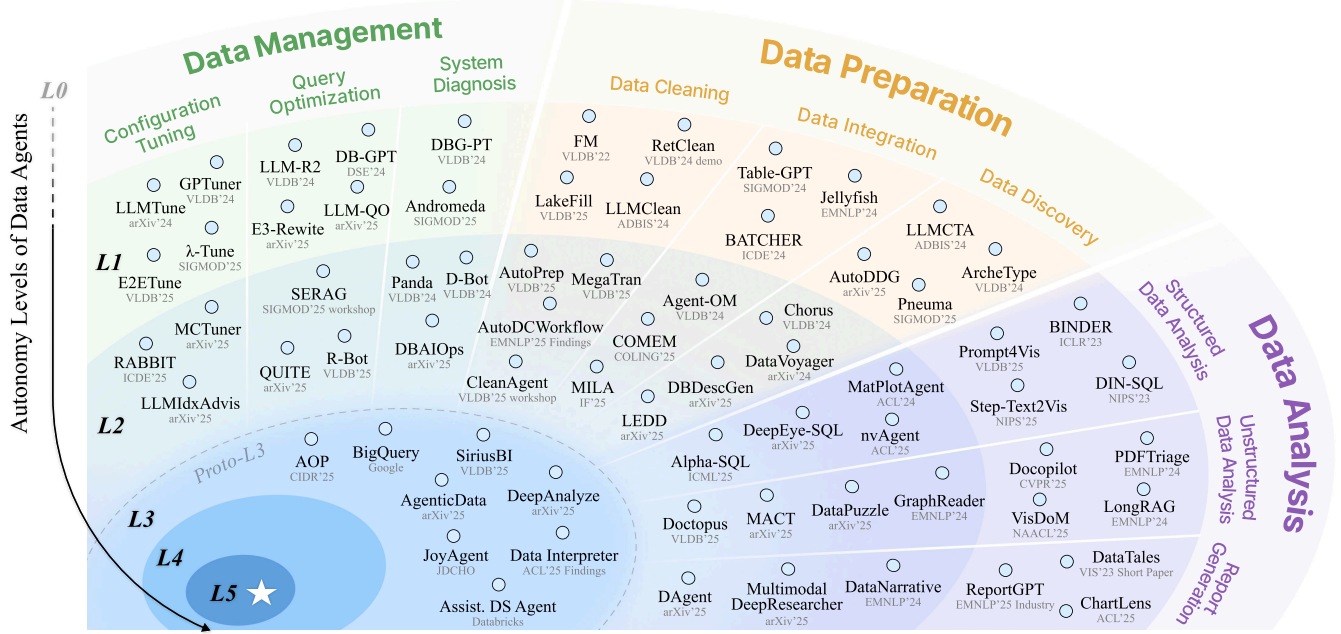 Autonomy Levels of Data Agents
L0
L1
L2
Proto-L3
L3
L4
L5
Data Management
Configuration
Tuning
Query
Optimization
System
Diagnosis
GPTuner
VLDB'24
LLMTune
arXiv'24
λ-Tune
SIGMOD'25
E2ETune
VLDB'25
MCTuner
arXiv'25
RABBIT
ICDE'25
LLMIdxAdvis
arXiv'25
LLM-R2
VLDB'24
DB-GPT
DSE'24
LLM-QO
arXiv'25
E3-Rewrite
arXiv'25
SERAG
SIGMOD'25 workshop
R-Bot
VLDB'25
QUITE
arXiv'25
DBG-PT
VLDB'24
Andromeda
SIGMOD'25
Panda
VLDB'24
D-Bot
VLDB'24
DBAIOps
arXiv'25
Data Preparation
Data Cleaning
Data Integration
Data Discovery
FM
VLDB'22
RetClean
VLDB'24 demo
LakeFill
VLDB'25
LLMClean
ADBIS'24
AutoPrep
VLDB'25
MegaTran
VLDB'25
AutoDCWorkflow
EMNLP'25 Findings
CleanAgent
VLDB'25 workshop
Table-GPT
SIGMOD'24
Jellyfish
EMNLP'24
BATCHER
ICDE'24
Agent-OM
VLDB'24
COMEM
COLING'25
MILA
IF'25
LEDD
arXiv'25
LLMCTA
ADBIS'24
ArcheType
VLDB'24
AutoDDG
arXiv'25
Pneuma
SIGMOD'25
Chorus
VLDB'24
DataVoyager
arXiv'24
DBDescGen
arXiv'25
Data Analysis
Structured
Data Analysis
Unstructured
Data Analysis
Report
Generation
BINDER
ICLR'23
Prompt4Vis
VLDB'25
DIN-SQL
NIPS'23
Step-Text2Vis
NIPS'25
MatPlotAgent
ACL'24
DeepEye-SQL
arXiv'25
nvAgent
ACL'25
Alpha-SQL
ICML'25
PDFTriage
EMNLP'24
Docopilot
CVPR'25
LongRAG
EMNLP'24
VisDoM
NAACL'25
GraphReader
EMNLP'24
DataPuzzle
arXiv'25
MACT
arXiv'25
Doctopus
VLDB'25
DataTales
VIS'23 Short Paper
ReportGPT
EMNLP'25 Industry
ChartLens
ACL'25
DataNarrative
EMNLP'24
Multimodal
DeepResearcher
arXiv'25
DAgent
arXiv'25
AOP
CIDR'25
BigQuery
Google
SiriusBI
VLDB'25
AgenticData
arXiv'25
DeepAnalyze
arXiv'25
JoyAgent
JDCHO
Data Interpreter
ACL'25 Findings
Assist. DS Agent
Databricks